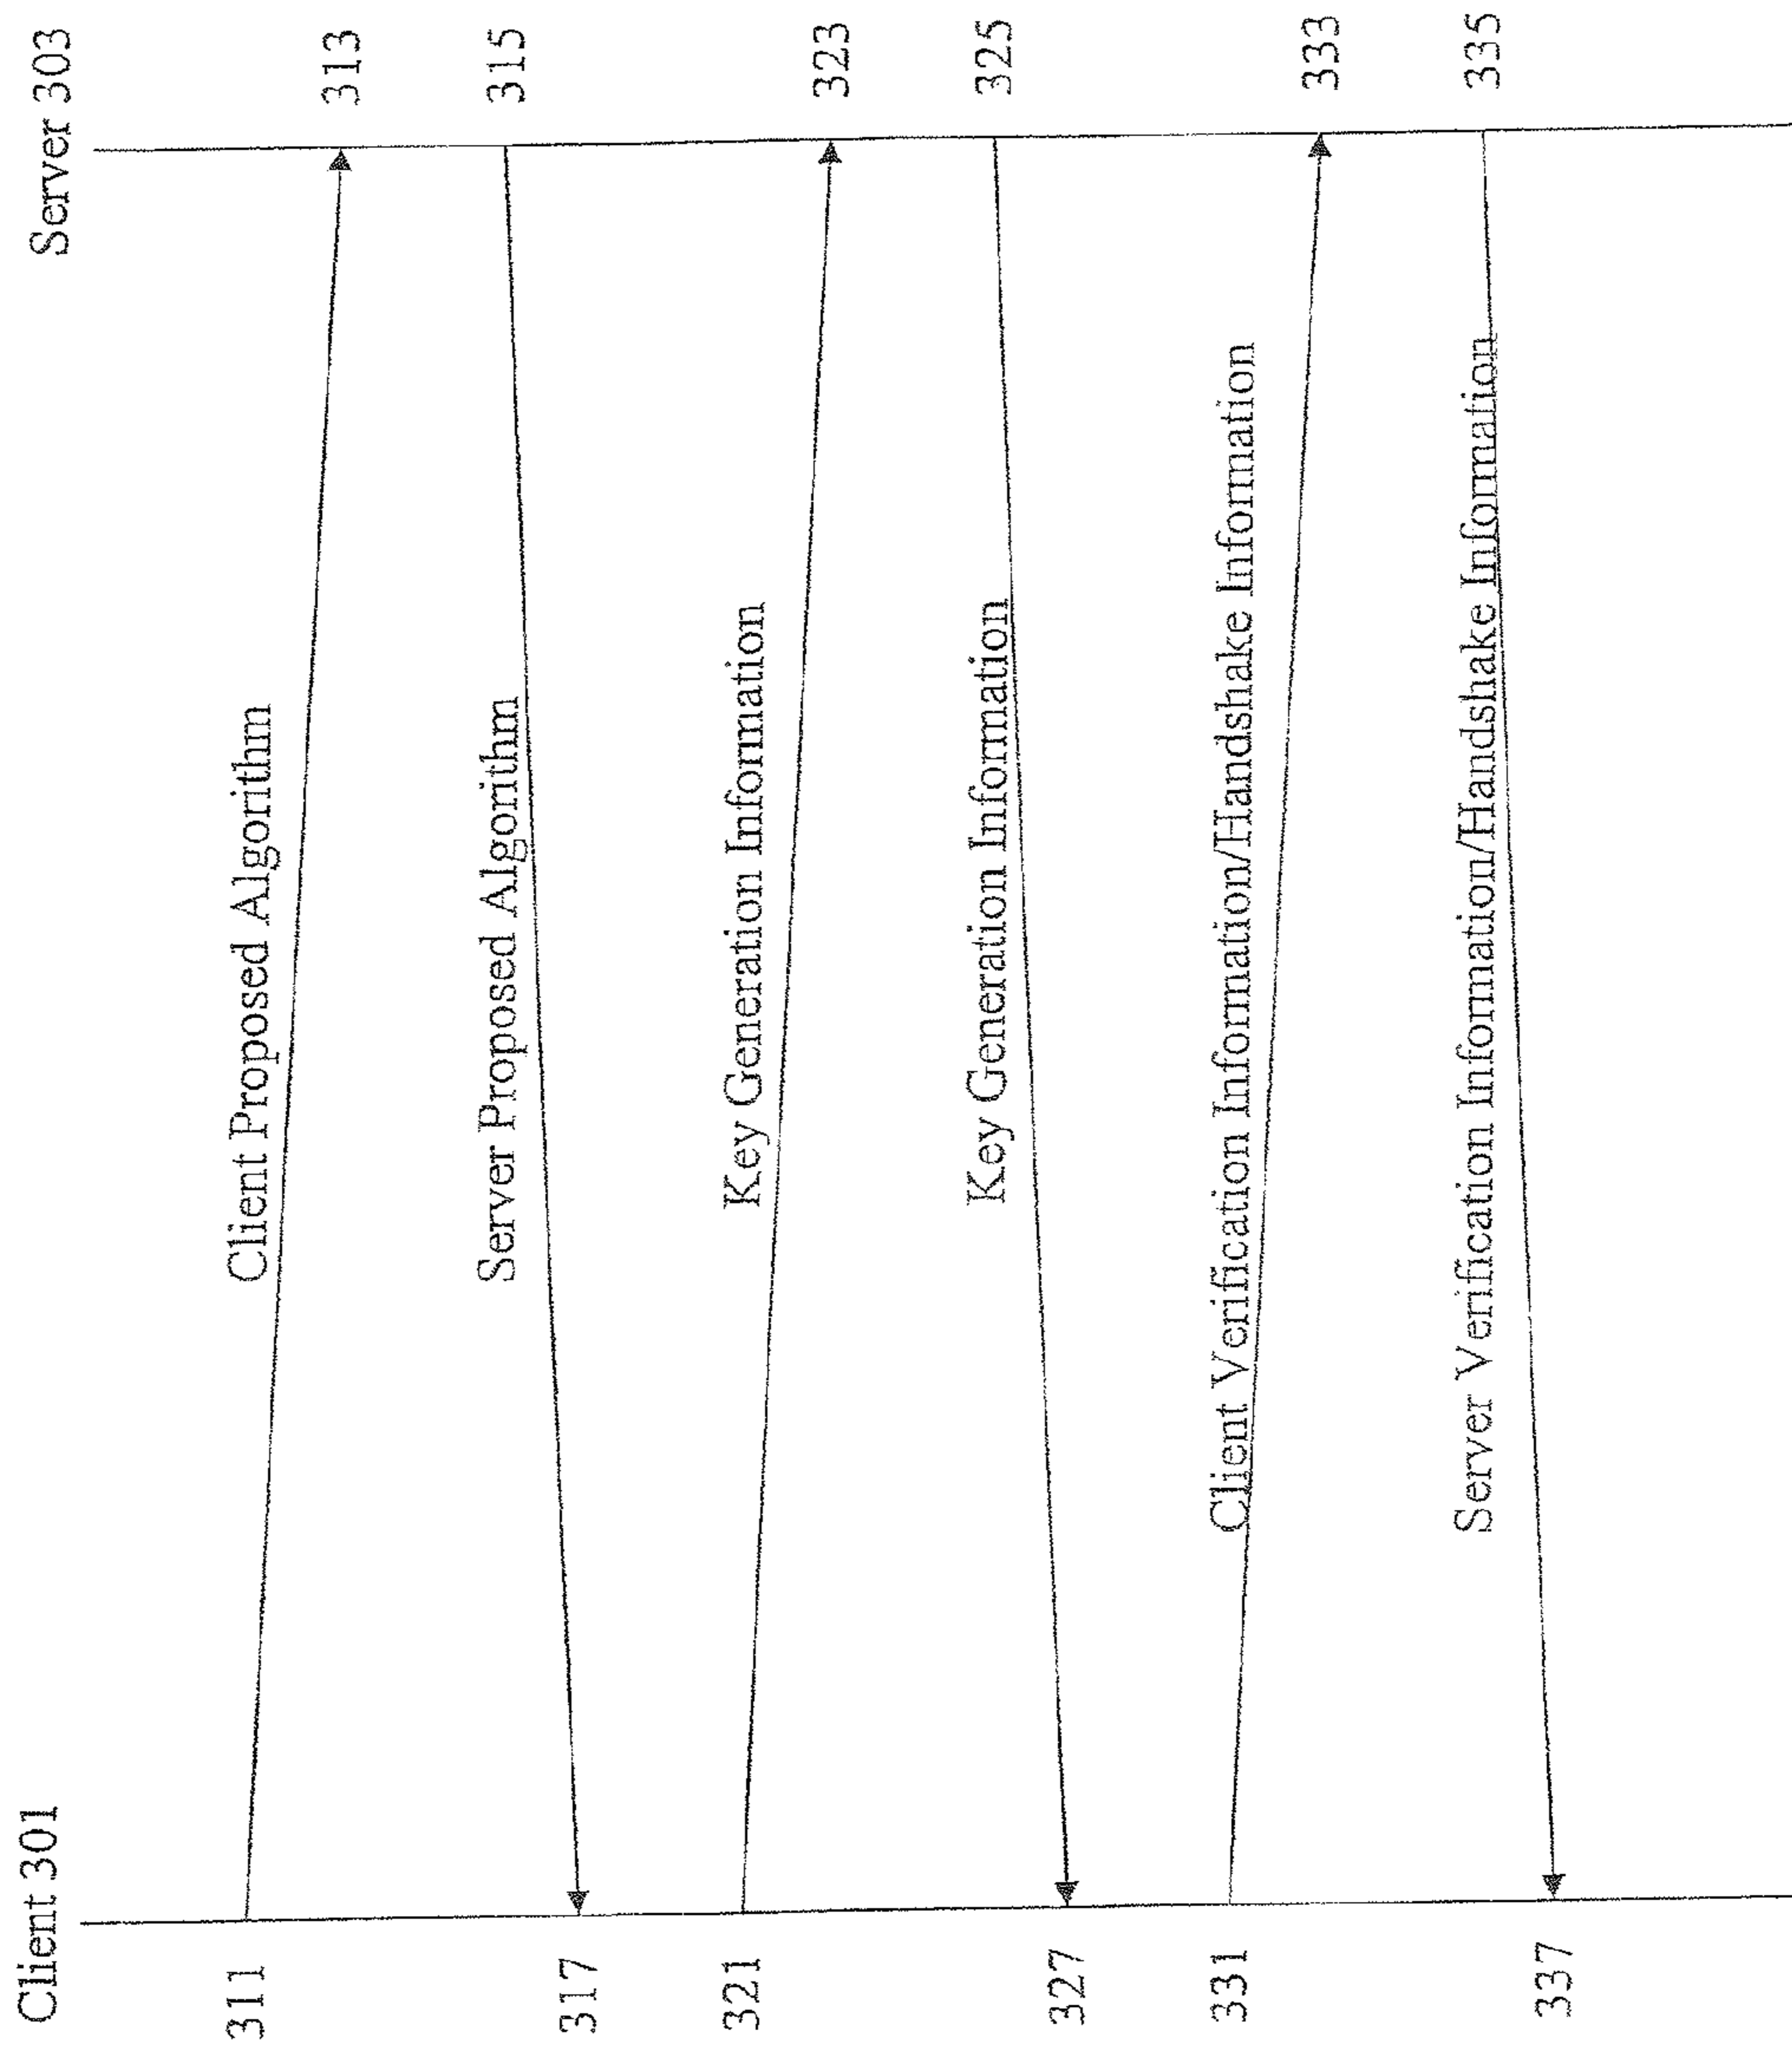 Client 301
Server 303
311
Client Proposed Algorithm
313
315
Server Proposed Algorithm
317
321
Key Generation Information
323
325
Key Generation Information
327
331
Client Verification Information/Handshake Information
333
335
Server Verification Information/Handshake Information
337